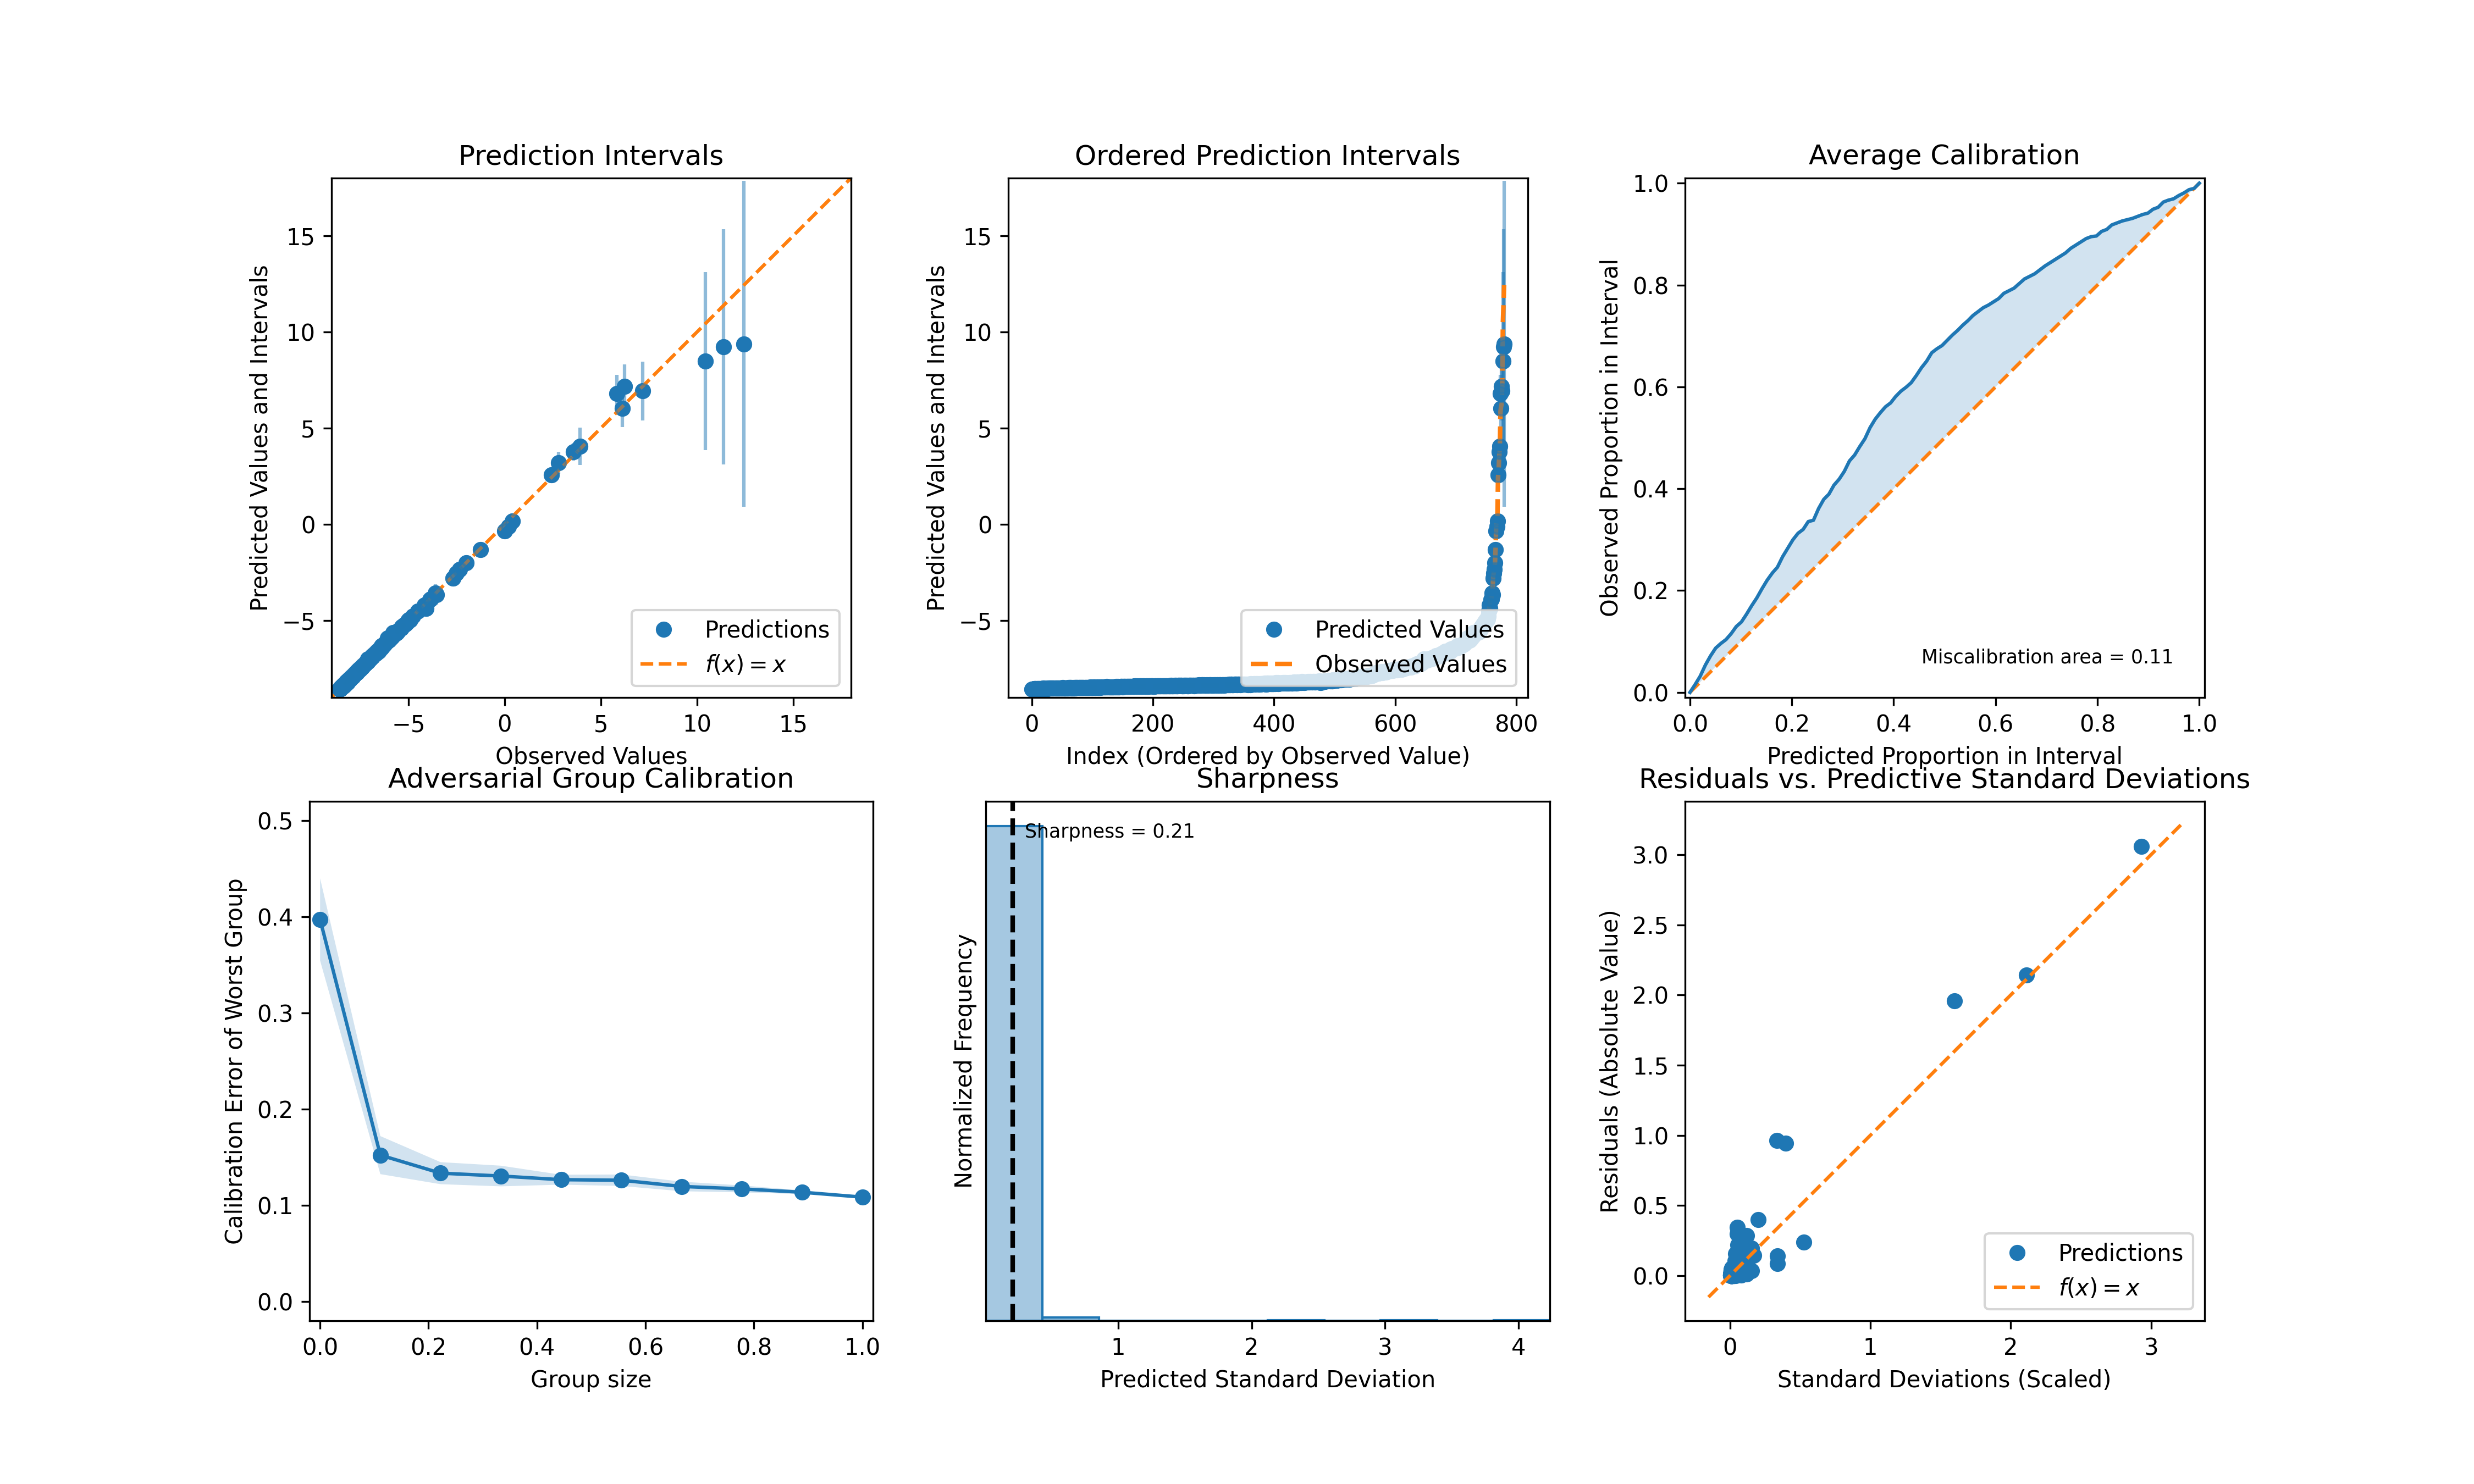 Prediction Intervals
Predicted Values and Intervals
15
10
5
0
−5
−5 0 5 10 15
Observed Values
Predictions
f(x) = x
Ordered Prediction Intervals
Predicted Values and Intervals
15
10
5
0
−5
0 200 400 600 800
Index (Ordered by Observed Value)
Predicted Values
Observed Values
Average Calibration
Observed Proportion in Interval
1.0
0.8
0.6
0.4
0.2
0.0
0.0 0.2 0.4 0.6 0.8 1.0
Predicted Proportion in Interval
Miscalibration area = 0.11
Adversarial Group Calibration
Calibration Error of Worst Group
0.5
0.4
0.3
0.2
0.1
0.0
0.0 0.2 0.4 0.6 0.8 1.0
Group size
Sharpness
Normalized Frequency
Sharpness = 0.21
1 2 3 4
Predicted Standard Deviation
Residuals vs. Predictive Standard Deviations
Residuals (Absolute Value)
3.0
2.5
2.0
1.5
1.0
0.5
0.0
0 1 2 3
Standard Deviations (Scaled)
Predictions
f(x) = x